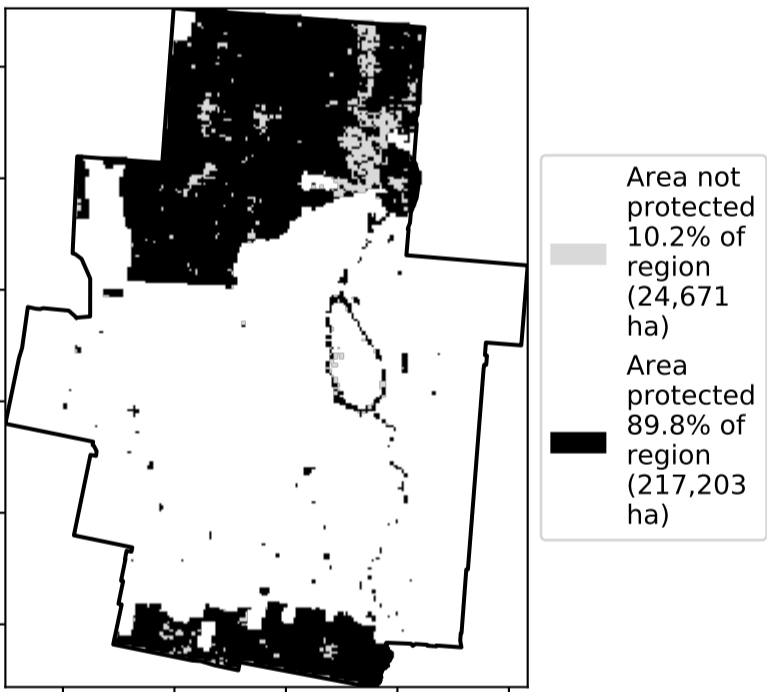 Area not
protected
10.2% of
region
(24,671
ha)
Area
protected
89.8% of
region
(217,203
ha)